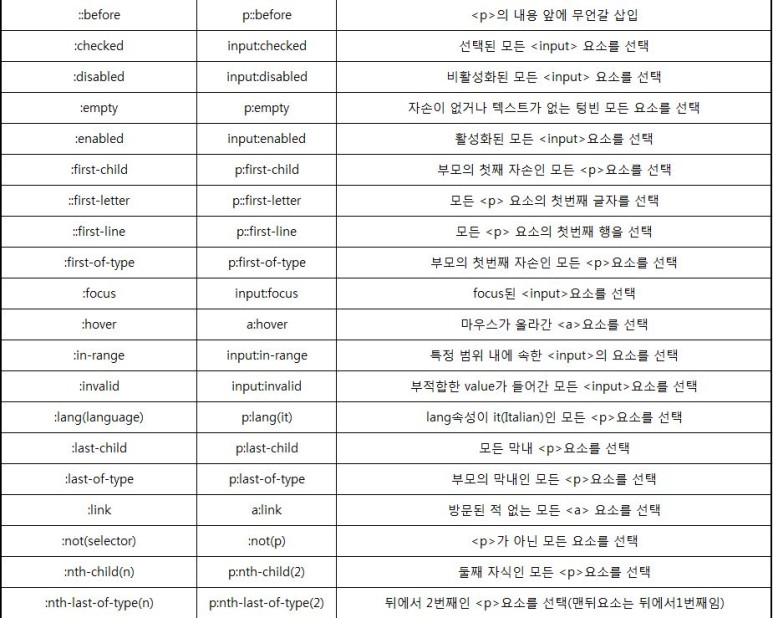 ::before p::before <p>의 내용 앞에 무언갈 삽입
:checked input:checked 선택된 모든 <input> 요소를 선택
:disabled input:disabled 비활성화된 모든 <input> 요소를 선택
:empty p:empty 자손이 없거나 텍스트가 없는 텅빈 모든 요소를 선택
:enabled input:enabled 활성화된 모든 <input>요소를 선택
:first-child p:first-child 부모의 첫째 자손인 모든 <p>요소를 선택
::first-letter p::first-letter 모든 <p> 요소의 첫번째 글자를 선택
::first-line p::first-line 모든 <p> 요소의 첫번째 행을 선택
:first-of-type p:first-of-type 부모의 첫번째 자손인 모든 <p>요소를 선택
:focus input:focus focus된 <input>요소를 선택
:hover a:hover 마우스가 올라간 <a>요소를 선택
:in-range input:in-range 특정 범위 내에 속한 <input>의 요소를 선택
:invalid input:invalid 부적합한 value가 들어간 모든 <input>요소를 선택
:lang(language) p:lang(it) lang속성이 it(Italian)인 모든 <p>요소를 선택
:last-child p:last-child 모든 막내 <p>요소를 선택
:last-of-type p:last-of-type 부모의 막내인 모든 <p>요소를 선택
:link a:link 방문된 적 없는 모든 <a> 요소를 선택
:not(selector) :not(p) <p>가 아닌 모든 요소를 선택
:nth-child(n) p:nth-child(2) 둘째 자식인 모든 <p>요소를 선택
:nth-last-of-type(n) p:nth-last-of-type(2) 뒤에서 2번째인 <p>요소를 선택(맨뒤요소는 뒤에서1번째임)